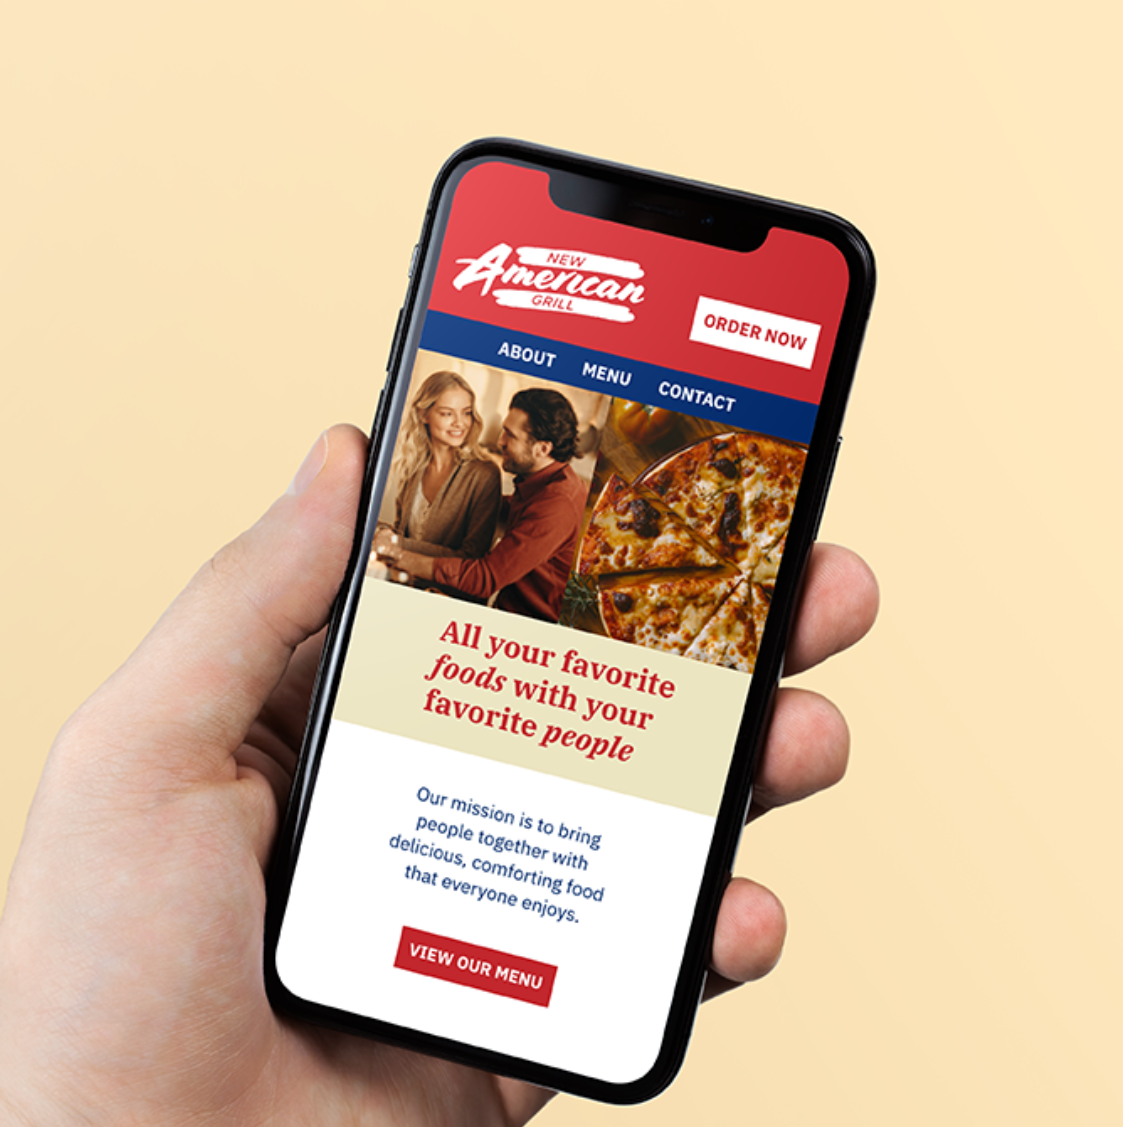 NEW
American
GRILL
ORDER NOW
ABOUT MENU CONTACT
All your favorite
foods with your
favorite people
Our mission is to bring
people together with
delicious, comforting food
that everyone enjoys.
VIEW OUR MENU